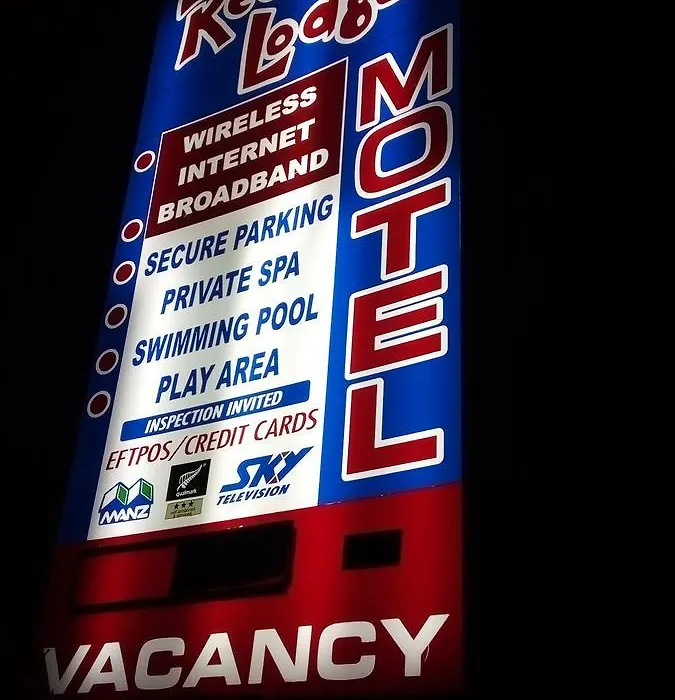 Lodge
MOTEL
WIRELESS
INTERNET
BROADBAND
SECURE PARKING
PRIVATE SPA
SWIMMING POOL
PLAY AREA
INSPECTION INVITED
EFTPOS/CREDIT CARDS
MANZ
qualmark
SKY
TELEVISION
VACANCY